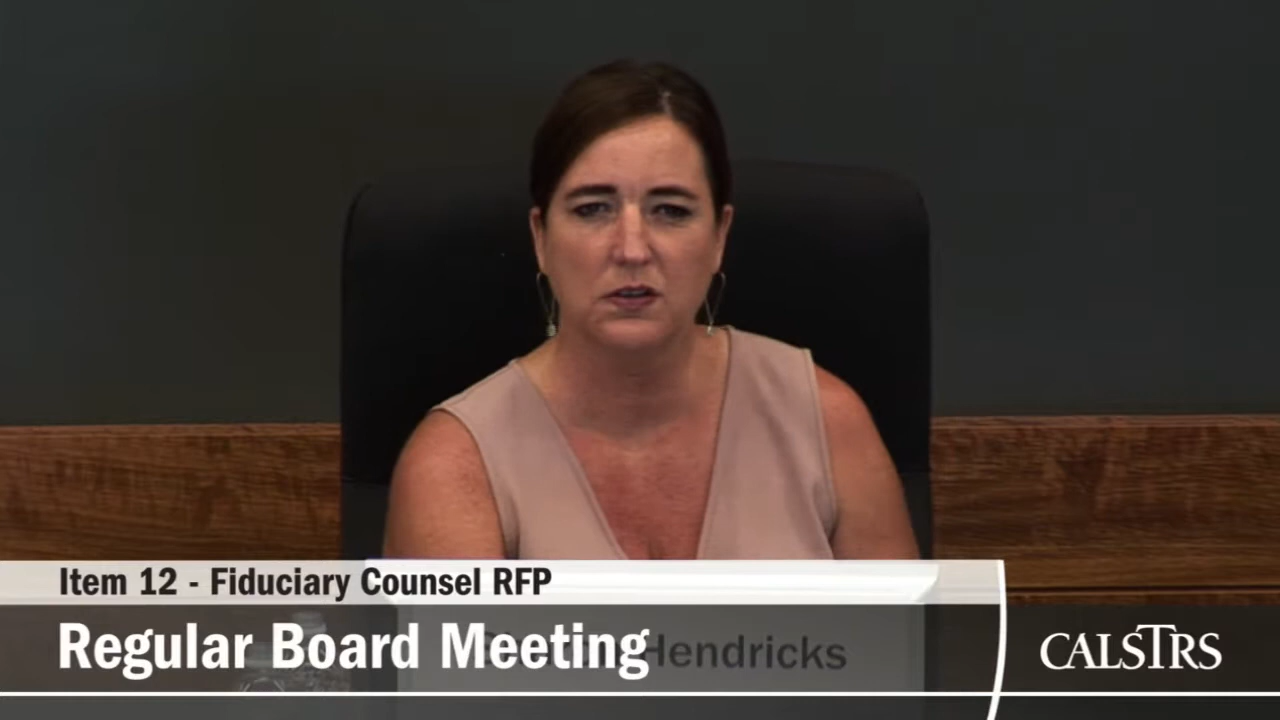 Item 12 - Fiduciary Counsel RFP
Regular Board Meeting
Hendricks
CALSTRS